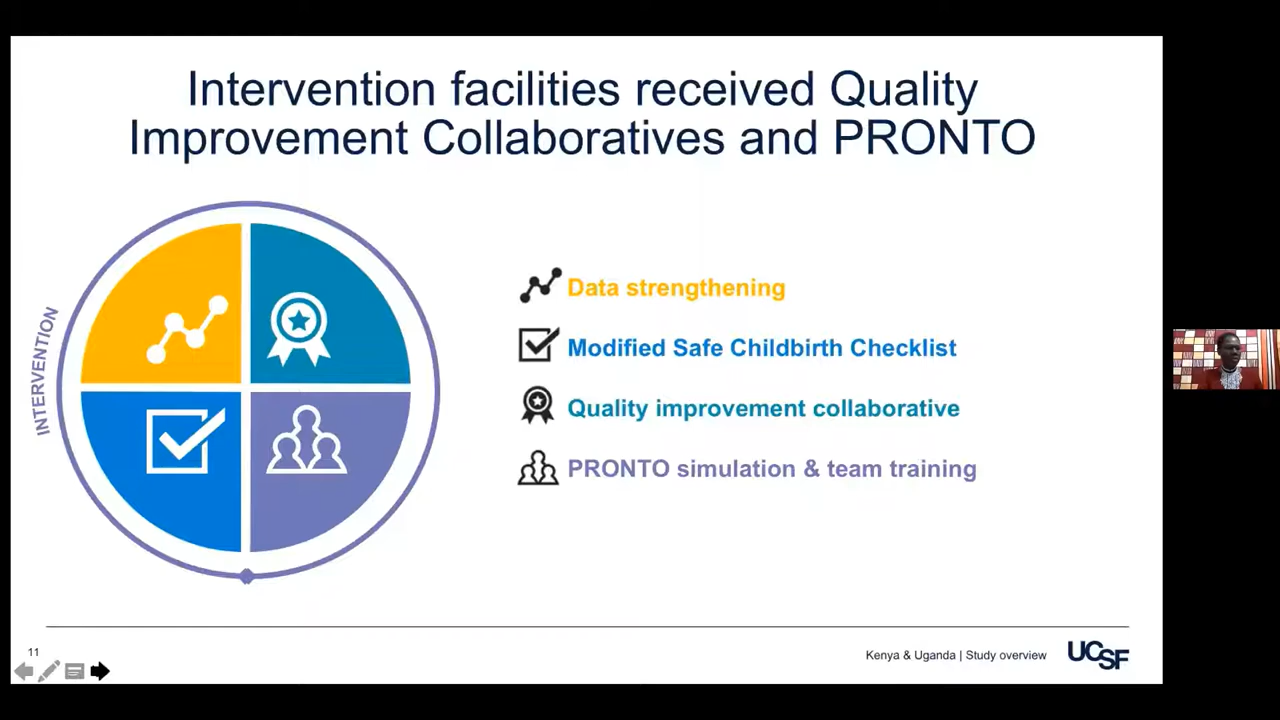 Intervention facilities received Quality
Improvement Collaboratives and PRONTO
INTERVENTION
Data strengthening
Modified Safe Childbirth Checklist
Quality improvement collaborative
PRONTO simulation & team training
11
Kenya & Uganda | Study overview
UCSF